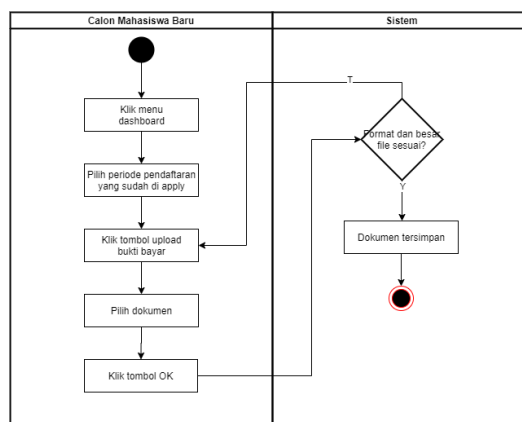 Calon Mahasiswa Baru
Sistem
Klik menu
dashboard
Pilih periode pendaftaran
yang sudah di apply
Klik tombol upload
bukti bayar
Pilih dokumen
Klik tombol OK
T
Format dan besar
file sesuai?
Y
Dokumen tersimpan